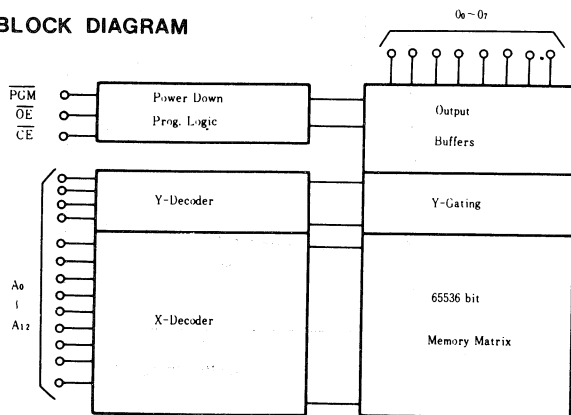 BLOCK DIAGRAM
O₀~O₇
PGM
OE
CE
Power Down
Prog. Logic
Output
Buffers
Y-Decoder
Y-Gating
A₀
~
A₁₂
X-Decoder
65536 bit
Memory Matrix